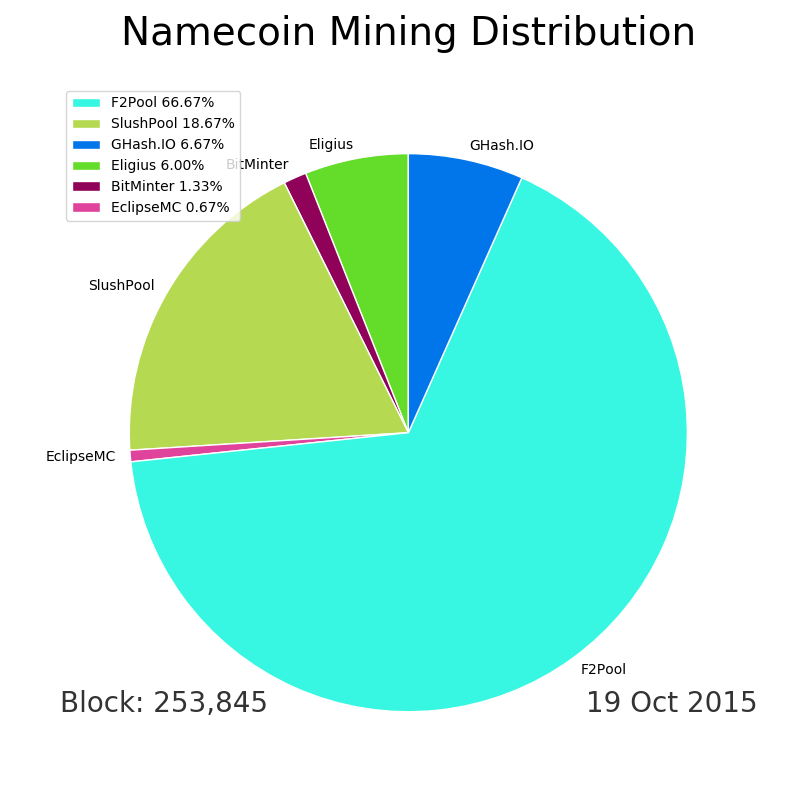 Namecoin Mining Distribution
F2Pool 66.67%
SlushPool 18.67%
GHash.IO 6.67%
Eligius 6.00%
BitMinter 1.33%
EclipseMC 0.67%
Eligius
GHash.IO
BitMinter
SlushPool
EclipseMC
F2Pool
Block: 253,845
19 Oct 2015